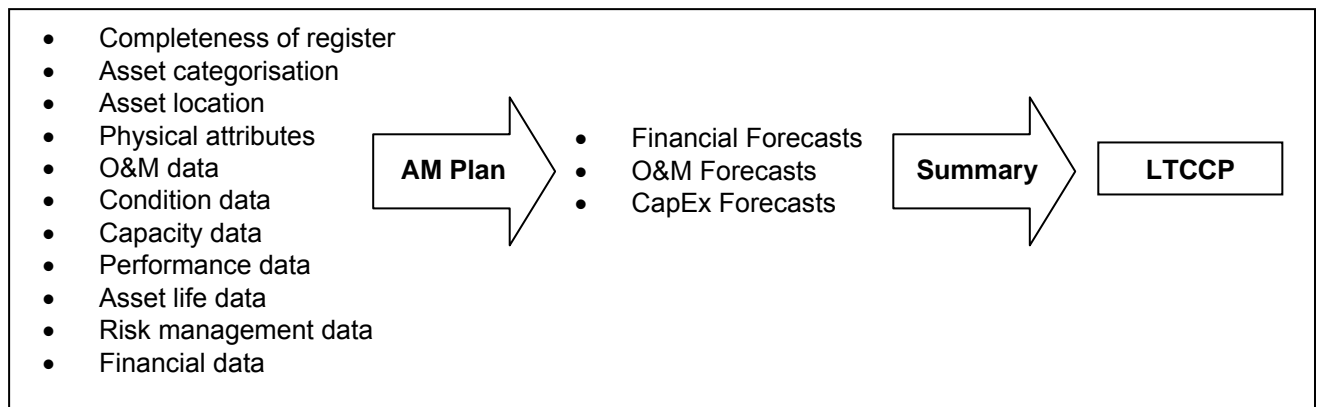 • Completeness of register
• Asset categorisation
• Asset location
• Physical attributes
• O&M data
• Condition data
• Capacity data
• Performance data
• Asset life data
• Risk management data
• Financial data
AM Plan
• Financial Forecasts
• O&M Forecasts
• CapEx Forecasts
Summary
LTCCP